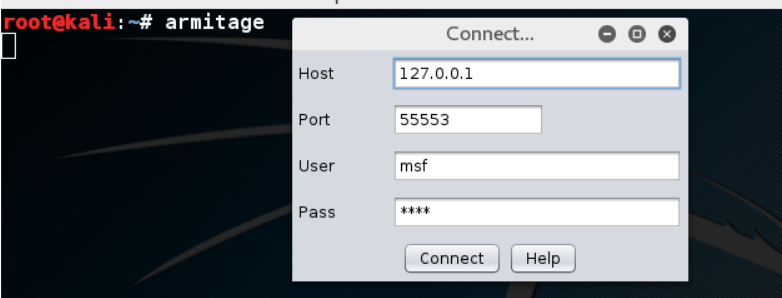 root@kali:~# armitage
Connect...
Host 127.0.0.1
Port 55553
User msf
Pass ****
Connect Help